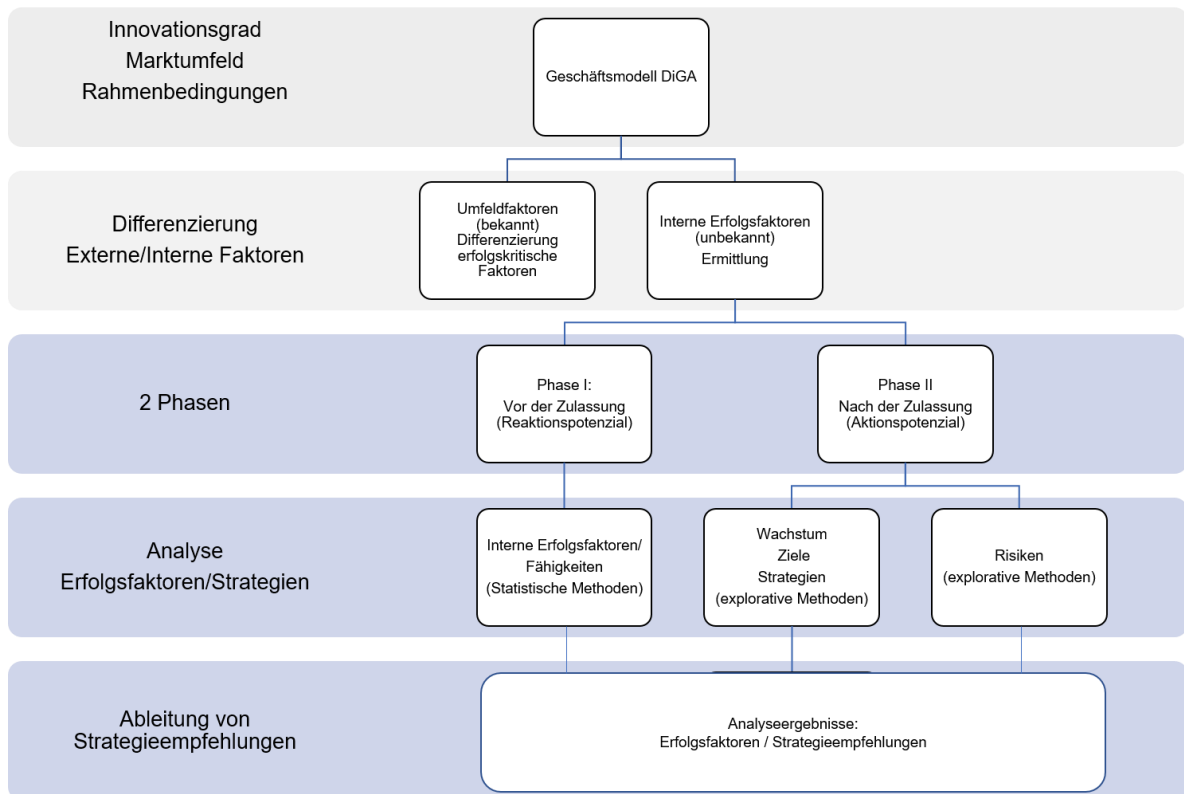 Innovationsgrad
Marktumfeld
Rahmenbedingungen
Geschäftsmodell DiGA
Differenzierung
Externe/Interne Faktoren
Umfeldfaktoren
(bekannt)
Differenzierung
erfolgskritische
Faktoren
Interne Erfolgsfaktoren
(unbekannt)
Ermittlung
2 Phasen
Phase I:
Vor der Zulassung
(Reaktionspotenzial)
Phase II
Nach der Zulassung
(Aktionspotenzial)
Analyse
Erfolgsfaktoren/Strategien
Interne Erfolgsfaktoren/
Fähigkeiten
(Statistische Methoden)
Wachstum
Ziele
Strategien
(explorative Methoden)
Risiken
(explorative Methoden)
Ableitung von
Strategieempfehlungen
Analyseergebnisse:
Erfolgsfaktoren / Strategieempfehlungen